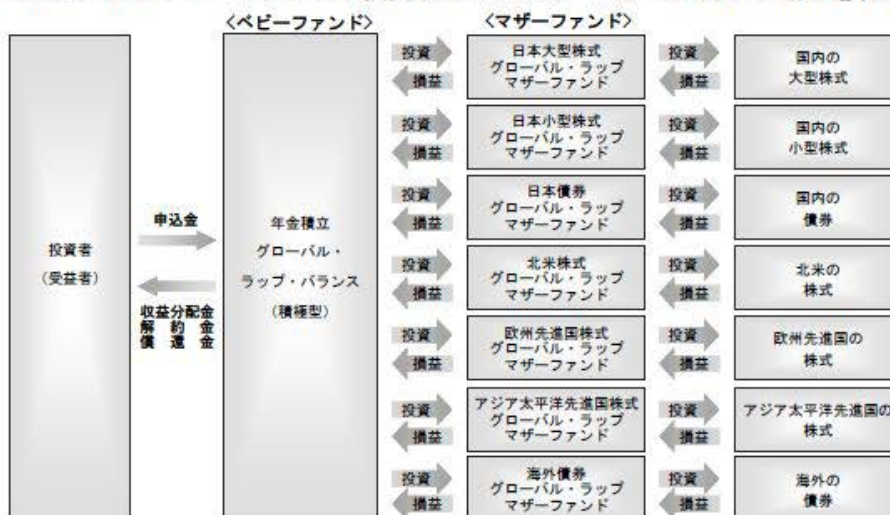 〈ベビーファンド〉
〈マザーファンド〉
投資者
(受益者)
申込金
収益分配金
解約金
償還金
年金積立
グローバル・
ラップ・バランス
(積極型)
投資
損益
日本大型株式
グローバル・ラップ
マザーファンド
投資
損益
国内の
大型株式
投資
損益
日本小型株式
グローバル・ラップ
マザーファンド
投資
損益
国内の
小型株式
投資
損益
日本債券
グローバル・ラップ
マザーファンド
投資
損益
国内の
債券
投資
損益
北米株式
グローバル・ラップ
マザーファンド
投資
損益
北米の
株式
投資
損益
欧州先進国株式
グローバル・ラップ
マザーファンド
投資
損益
欧州先進国の
株式
投資
損益
アジア太平洋先進国株式
グローバル・ラップ
マザーファンド
投資
損益
アジア太平洋先進国の
株式
投資
損益
海外債券
グローバル・ラップ
マザーファンド
投資
損益
海外の
債券